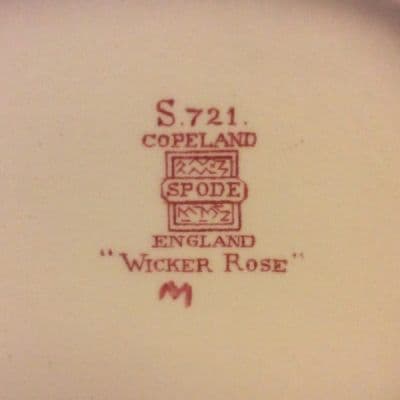 S.721.
COPELAND
SPODE
ENGLAND
"WICKER ROSE"
M